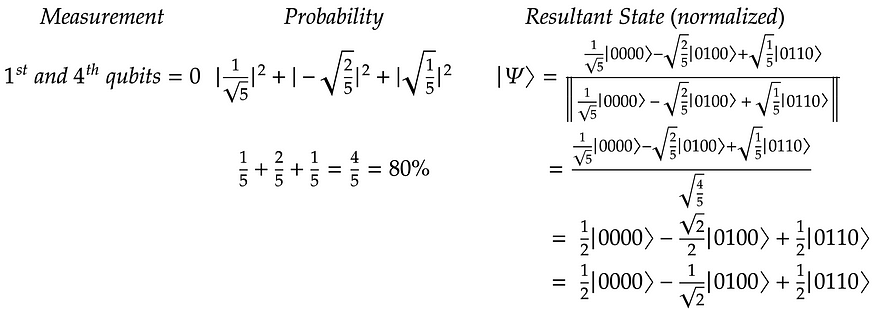 Measurement Probability Resultant State (normalized)
1ˢᵗ and 4ᵗʰ qubits = 0 |1/√5|² + |−√(2/5)|² + |√(1/5)|² |Ψ⟩ = (1/√5|0000⟩−√(2/5)|0100⟩+√(1/5)|0110⟩) / ‖1/√5|0000⟩ − √(2/5)|0100⟩ + √(1/5)|0110⟩‖
1/5 + 2/5 + 1/5 = 4/5 = 80% = (1/√5|0000⟩−√(2/5)|0100⟩+√(1/5)|0110⟩) / √(4/5)
= 1/2|0000⟩ − √2/2|0100⟩ + 1/2|0110⟩
= 1/2|0000⟩ − 1/√2|0100⟩ + 1/2|0110⟩